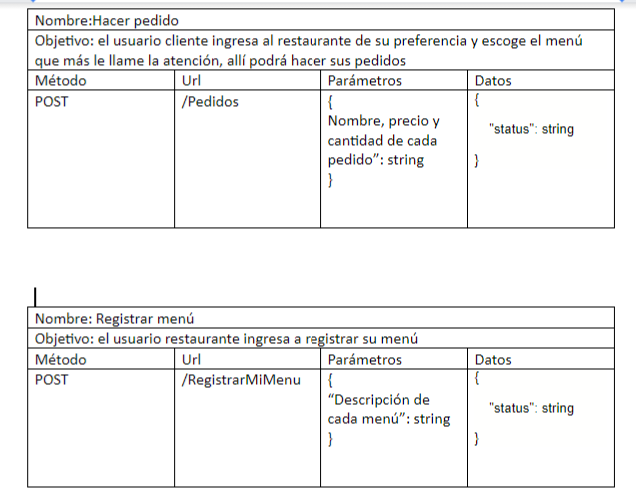 Nombre:Hacer pedido
Objetivo: el usuario cliente ingresa al restaurante de su preferencia y escoge el menú
que más le llame la atención, allí podrá hacer sus pedidos
Método Url Parámetros Datos
POST /Pedidos { {
Nombre, precio y
"status": string
cantidad de cada
pedido”: string }
}
Nombre: Registrar menú
Objetivo: el usuario restaurante ingresa a registrar su menú
Método Url Parámetros Datos
POST /RegistrarMiMenu { {
“Descripción de
"status": string
cada menú”: string
} }